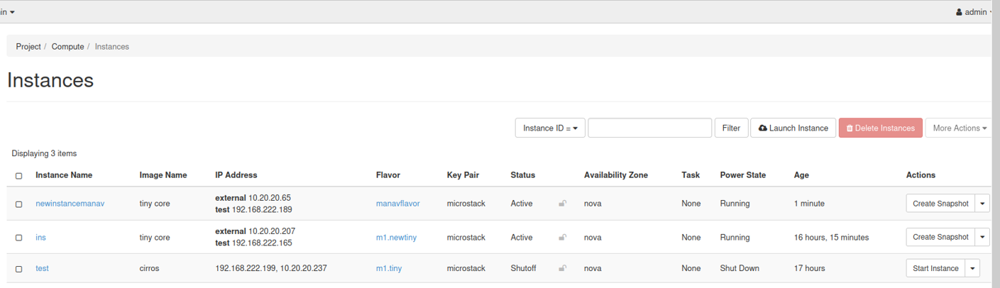 in
admin
Project / Compute / Instances
Instances
Instance ID = Filter Launch Instance Delete Instances More Actions
Displaying 3 items
Instance Name Image Name IP Address Flavor Key Pair Status Availability Zone Task Power State Age Actions
newinstancemanav tiny core external 10.20.20.65 manavflavor microstack Active nova None Running 1 minute Create Snapshot
test 192.168.222.189
ins tiny core external 10.20.20.207 m1.newtiny microstack Active nova None Running 16 hours, 15 minutes Create Snapshot
test 192.168.222.165
test cirros 192.168.222.199, 10.20.20.237 m1.tiny microstack Shutoff nova None Shut Down 17 hours Start Instance